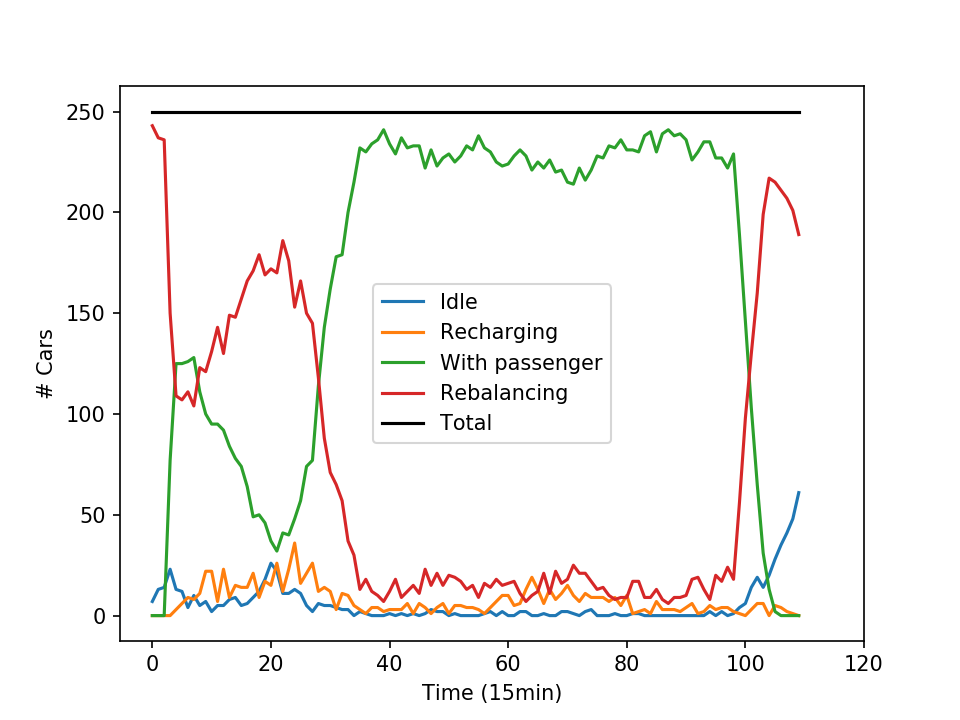 250
200
150
100
50
0
# Cars
Idle
Recharging
With passenger
Rebalancing
Total
0 20 40 60 80 100 120
Time (15min)